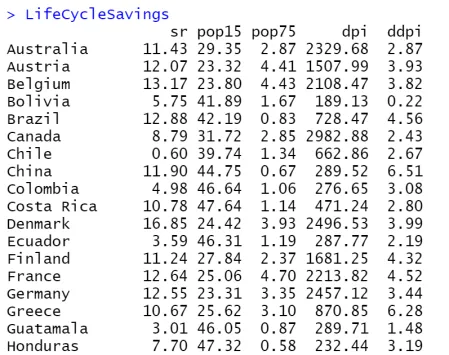 > LifeCycleSavings
sr pop15 pop75 dpi ddpi
Australia 11.43 29.35 2.87 2329.68 2.87
Austria 12.07 23.32 4.41 1507.99 3.93
Belgium 13.17 23.80 4.43 2108.47 3.82
Bolivia 5.75 41.89 1.67 189.13 0.22
Brazil 12.88 42.19 0.83 728.47 4.56
Canada 8.79 31.72 2.85 2982.88 2.43
Chile 0.60 39.74 1.34 662.86 2.67
China 11.90 44.75 0.67 289.52 6.51
Colombia 4.98 46.64 1.06 276.65 3.08
Costa Rica 10.78 47.64 1.14 471.24 2.80
Denmark 16.85 24.42 3.93 2496.53 3.99
Ecuador 3.59 46.31 1.19 287.77 2.19
Finland 11.24 27.84 2.37 1681.25 4.32
France 12.64 25.06 4.70 2213.82 4.52
Germany 12.55 23.31 3.35 2457.12 3.44
Greece 10.67 25.62 3.10 870.85 6.28
Guatamala 3.01 46.05 0.87 289.71 1.48
Honduras 7.70 47.32 0.58 232.44 3.19